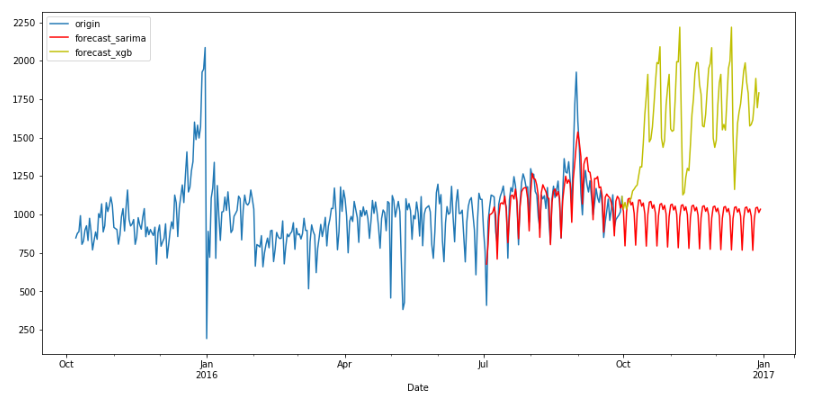 origin
forecast_sarima
forecast_xgb
2250
2000
1750
1500
1250
1000
750
500
250
Oct
Jan
2016
Apr
Jul
Oct
Jan
2017
Date